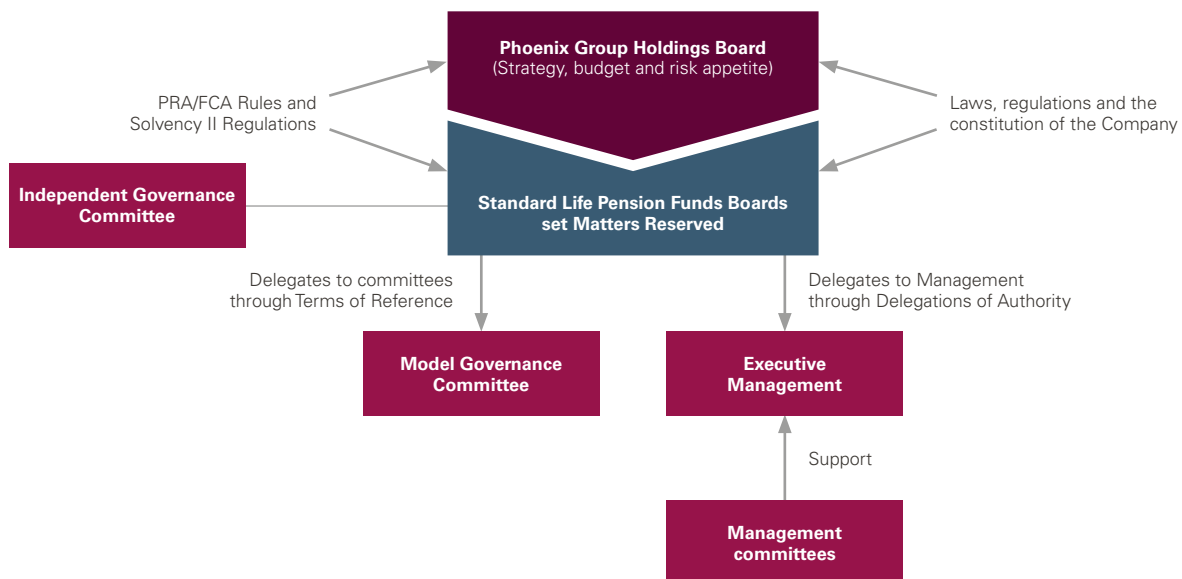 Phoenix Group Holdings Board
(Strategy, budget and risk appetite)
PRA/FCA Rules and
Solvency II Regulations
Laws, regulations and the
constitution of the Company
Independent Governance
Committee
Standard Life Pension Funds Boards
set Matters Reserved
Delegates to committees
through Terms of Reference
Delegates to Management
through Delegations of Authority
Model Governance
Committee
Executive
Management
Support
Management
committees